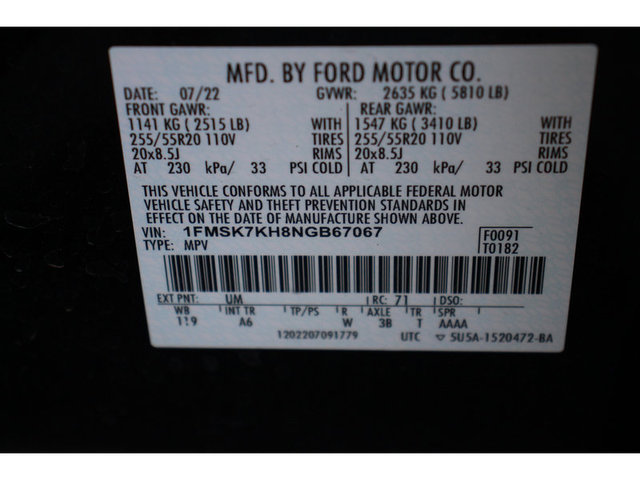 MFD. BY FORD MOTOR CO.
DATE: 07/22 GVWR: 2635 KG ( 5810 LB)
FRONT GAWR: REAR GAWR:
1141 KG ( 2515 LB) WITH 1547 KG ( 3410 LB) WITH
255/55R20 110V TIRES 255/55R20 110V TIRES
20x8.5J RIMS 20x8.5J RIMS
AT 230 kPa/ 33 PSI COLD AT 230 kPa/ 33 PSI COLD
THIS VEHICLE CONFORMS TO ALL APPLICABLE FEDERAL MOTOR
VEHICLE SAFETY AND THEFT PREVENTION STANDARDS IN
EFFECT ON THE DATE OF MANUFACTURE SHOWN ABOVE.
VIN: 1FMSK7KH8NGB67067 F0091
TYPE: MPV T0182
EXT PNT: UM RC: 71 DSO:
WB INT TR TP/PS R AXLE TR SPR
119 A6 W 3B T AAAA
1202207091779 UTC ▽ 5U5A-1520472-BA